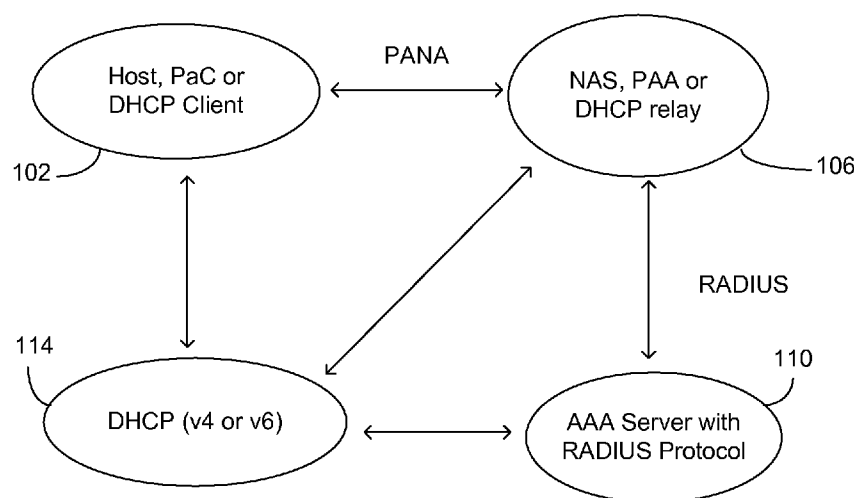 Host, PaC or
DHCP Client
PANA
NAS, PAA or
DHCP relay
102
106
RADIUS
114
DHCP (v4 or v6)
110
AAA Server with
RADIUS Protocol